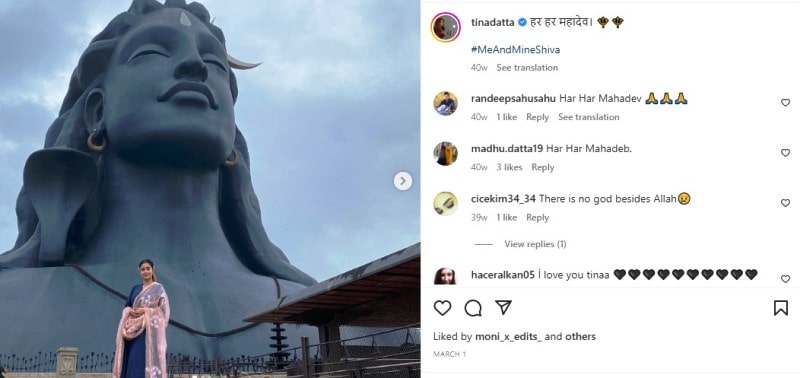 tinadatta हर हर महादेव।
#MeAndMineShiva
40w See translation
randeepsahusahu Har Har Mahadev 🙏🙏🙏
40w 1 like Reply See translation
madhu.datta19 Har Har Mahadeb.
40w 3 likes Reply
cicekim34_34 There is no god besides Allah😣
39w 1 like Reply
View replies (1)
haceralkan05 Í love you tinaa 🖤🖤🖤🖤🖤🖤🖤🖤🖤🖤
Liked by moni_x_edits_ and others
MARCH 1